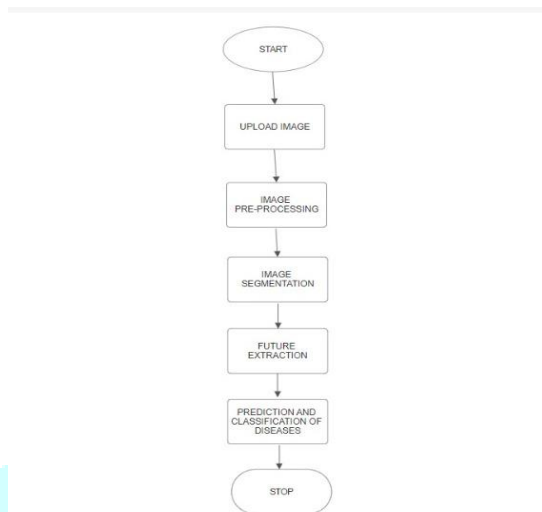 START
UPLOAD IMAGE
IMAGE
PRE-PROCESSING
IMAGE
SEGMENTATION
FUTURE
EXTRACTION
PREDICTION AND
CLASSIFICATION OF
DISEASES
STOP